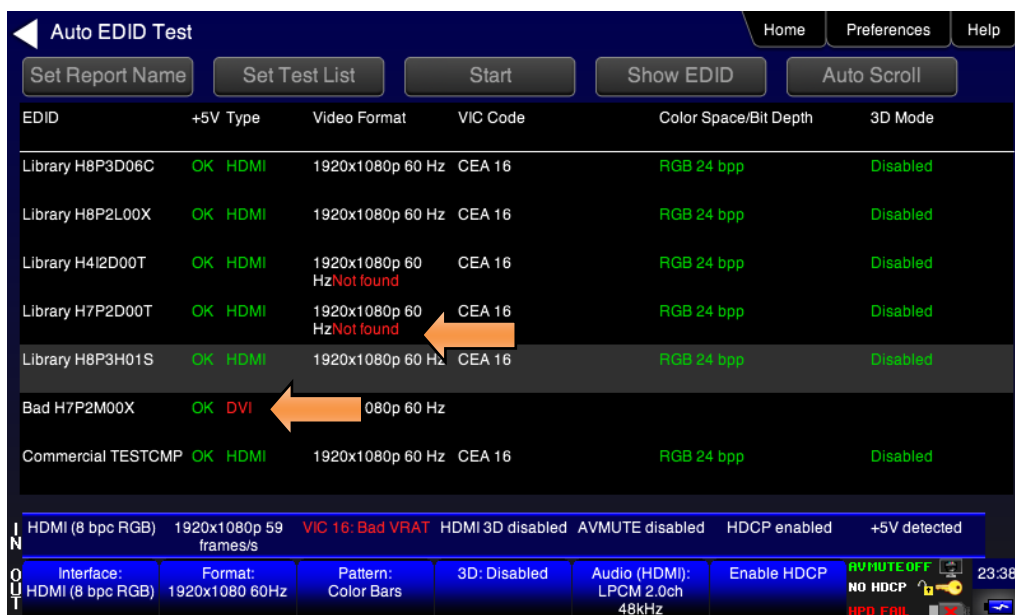 Auto EDID Test
Home Preferences Help
Set Report Name Set Test List Start Show EDID Auto Scroll
EDID +5V Type Video Format VIC Code Color Space/Bit Depth 3D Mode
Library H8P3D06C OK HDMI 1920x1080p 60 Hz CEA 16 RGB 24 bpp Disabled
Library H8P2L00X OK HDMI 1920x1080p 60 Hz CEA 16 RGB 24 bpp Disabled
Library H4I2D00T OK HDMI 1920x1080p 60 CEA 16 RGB 24 bpp Disabled
HzNot found
Library H7P2D00T OK HDMI 1920x1080p 60 CEA 16 RGB 24 bpp Disabled
HzNot found
Library H8P3H01S OK HDMI 1920x1080p 60 Hz CEA 16 RGB 24 bpp Disabled
Bad H7P2M00X OK DVI 080p 60 Hz
Commercial TESTCMP OK HDMI 1920x1080p 60 Hz CEA 16 RGB 24 bpp Disabled
IN HDMI (8 bpc RGB) 1920x1080p 59 VIC 16: Bad VRAT HDMI 3D disabled AVMUTE disabled HDCP enabled +5V detected
frames/s
OUT Interface: Format: Pattern: 3D: Disabled Audio (HDMI): Enable HDCP AVMUTE OFF 23:38
HDMI (8 bpc RGB) 1920x1080 60Hz Color Bars LPCM 2.0ch NO HDCP
48kHz HPD FAIL